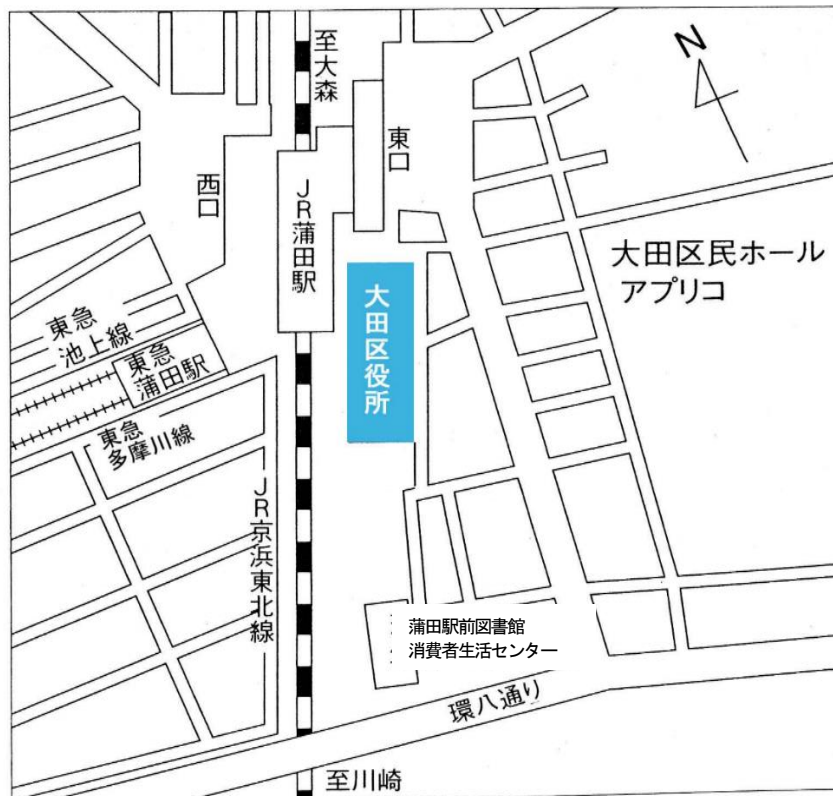 至大森
N
東口
西口
JR蒲田駅
大田区民ホール
アプリコ
大田区役所
東急
池上線
東急
蒲田駅
東急
多摩川線
JR京浜東北線
蒲田駅前図書館
消費者生活センター
環八通り
至川崎